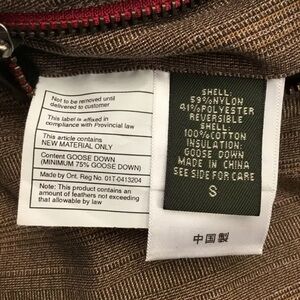 Not to be removed until
delivered to customer
This label is affixed in
compliance with Provincial law
This article contains
NEW MATERIAL ONLY
Content GOOSE DOWN
(MINIMUM 75% GOOSE DOWN)
Made by Ont. Reg No. 01T-0413204
Note: This product contains an
amount of feathers not exceeding
that allowable by law
SHELL:
59%NYLON
41%POLYESTER
REVERSIBLE
SHELL:
100%COTTON
INSULATION:
GOOSE DOWN
MADE IN CHINA
SEE SIDE FOR CARE
S
中国製